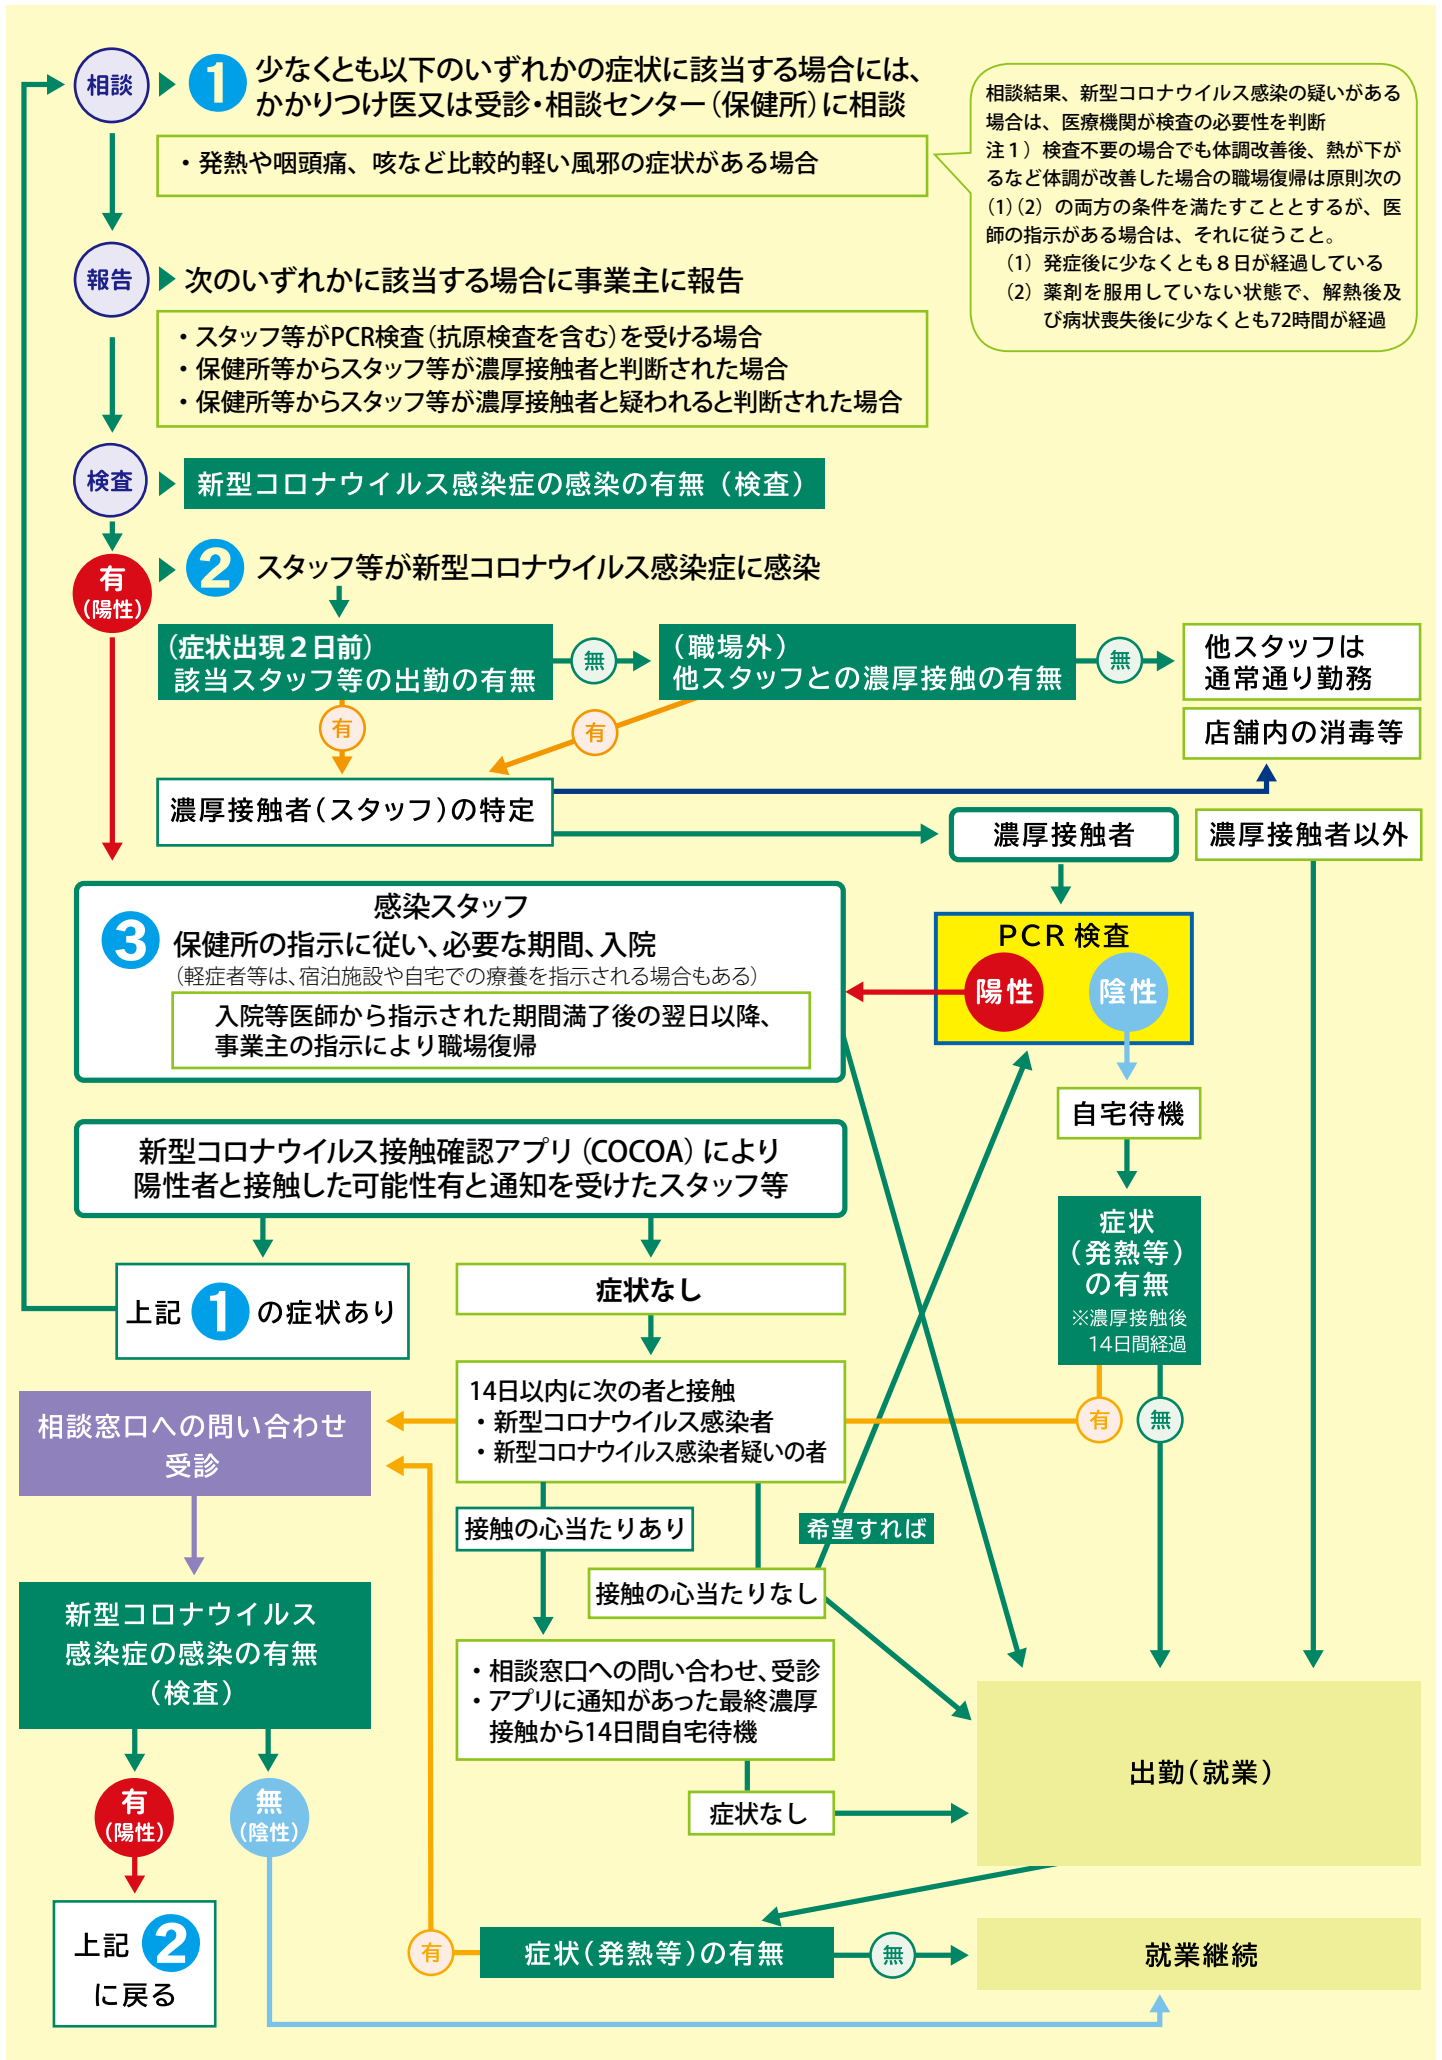 相談
1
少なくとも以下のいずれかの症状に該当する場合には、
かかりつけ医又は受診・相談センター（保健所）に相談
・発熱や咽頭痛、咳など比較的軽い風邪の症状がある場合
相談結果、新型コロナウイルス感染の疑いがある
場合は、医療機関が検査の必要性を判断
注１）検査不要の場合でも体調改善後、熱が下が
るなど体調が改善した場合の職場復帰は原則次の
(1)(2) の両方の条件を満たすこととするが、医
師の指示がある場合は、それに従うこと。
(1) 発症後に少なくとも８日が経過している
(2) 薬剤を服用していない状態で、解熱後及
び病状喪失後に少なくとも72時間が経過
報告
次のいずれかに該当する場合に事業主に報告
・スタッフ等がPCR検査（抗原検査を含む）を受ける場合
・保健所等からスタッフ等が濃厚接触者と判断された場合
・保健所等からスタッフ等が濃厚接触者と疑われると判断された場合
検査
新型コロナウイルス感染症の感染の有無（検査）
有
（陽性）
2
スタッフ等が新型コロナウイルス感染症に感染
（症状出現２日前）
該当スタッフ等の出勤の有無
無
（職場外）
他スタッフとの濃厚接触の有無
無
他スタッフは
通常通り勤務
店舗内の消毒等
有
有
濃厚接触者（スタッフ）の特定
濃厚接触者
濃厚接触者以外
感染スタッフ
3
保健所の指示に従い、必要な期間、入院
（軽症者等は、宿泊施設や自宅での療養を指示される場合もある）
入院等医師から指示された期間満了後の翌日以降、
事業主の指示により職場復帰
ＰＣＲ検査
陽性
陰性
自宅待機
症状
（発熱等）
の有無
※濃厚接触後
14日間経過
有
無
新型コロナウイルス接触確認アプリ（COCOA）により
陽性者と接触した可能性有と通知を受けたスタッフ等
上記 1 の症状あり
症状なし
14日以内に次の者と接触
・新型コロナウイルス感染者
・新型コロナウイルス感染者疑いの者
相談窓口への問い合わせ
受診
接触の心当たりあり
希望すれば
接触の心当たりなし
新型コロナウイルス
感染症の感染の有無
（検査）
・相談窓口への問い合わせ、受診
・アプリに通知があった最終濃厚
接触から14日間自宅待機
症状なし
出勤（就業）
有
（陽性）
無
（陰性）
上記 2
に戻る
有
症状（発熱等）の有無
無
就業継続